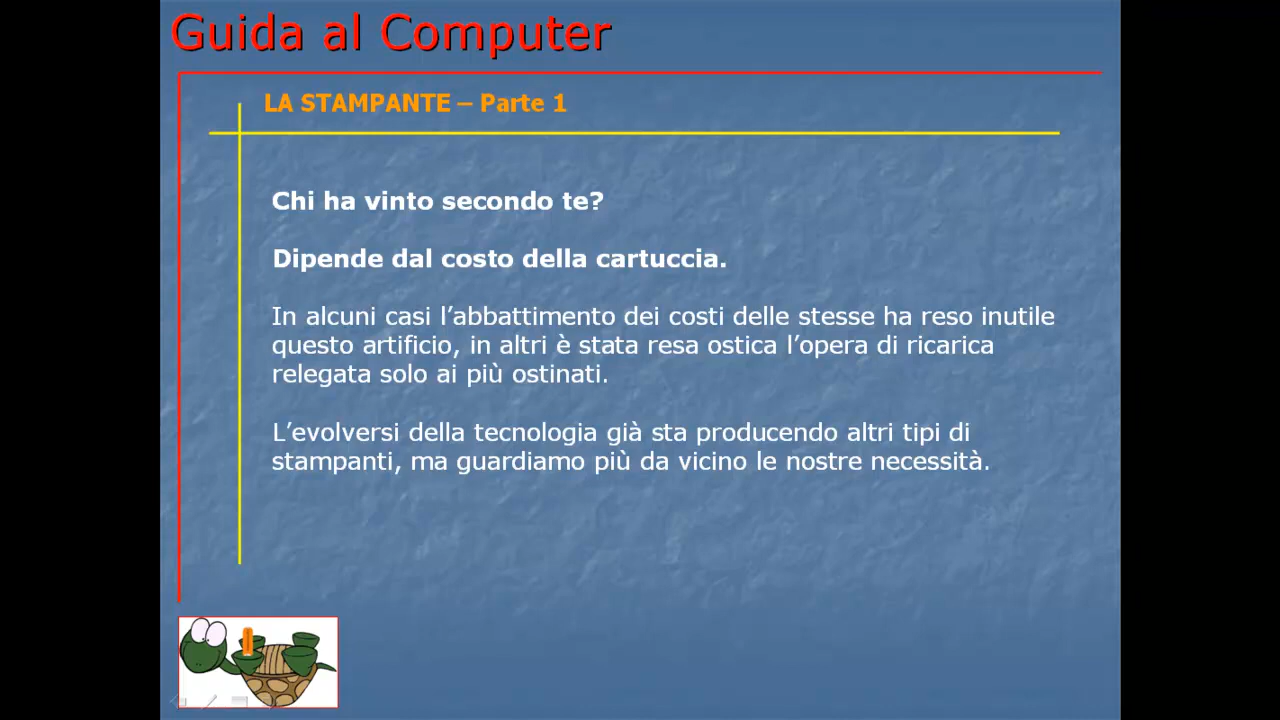 Guida al Computer
LA STAMPANTE – Parte 1
Chi ha vinto secondo te?
Dipende dal costo della cartuccia.
In alcuni casi l’abbattimento dei costi delle stesse ha reso inutile
questo artificio, in altri è stata resa ostica l’opera di ricarica
relegata solo ai più ostinati.
L’evolversi della tecnologia già sta producendo altri tipi di
stampanti, ma guardiamo più da vicino le nostre necessità.